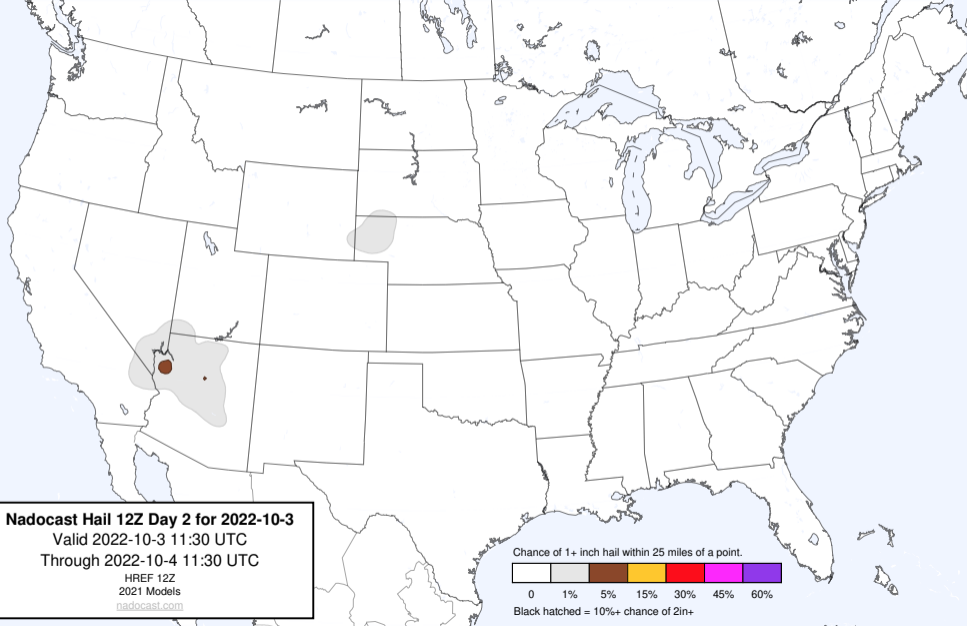 Nadocast Hail 12Z Day 2 for 2022-10-3
Valid 2022-10-3 11:30 UTC
Through 2022-10-4 11:30 UTC
HREF 12Z
2021 Models
nadocast.com
Chance of 1+ inch hail within 25 miles of a point.
0 1% 5% 15% 30% 45% 60%
Black hatched = 10%+ chance of 2in+